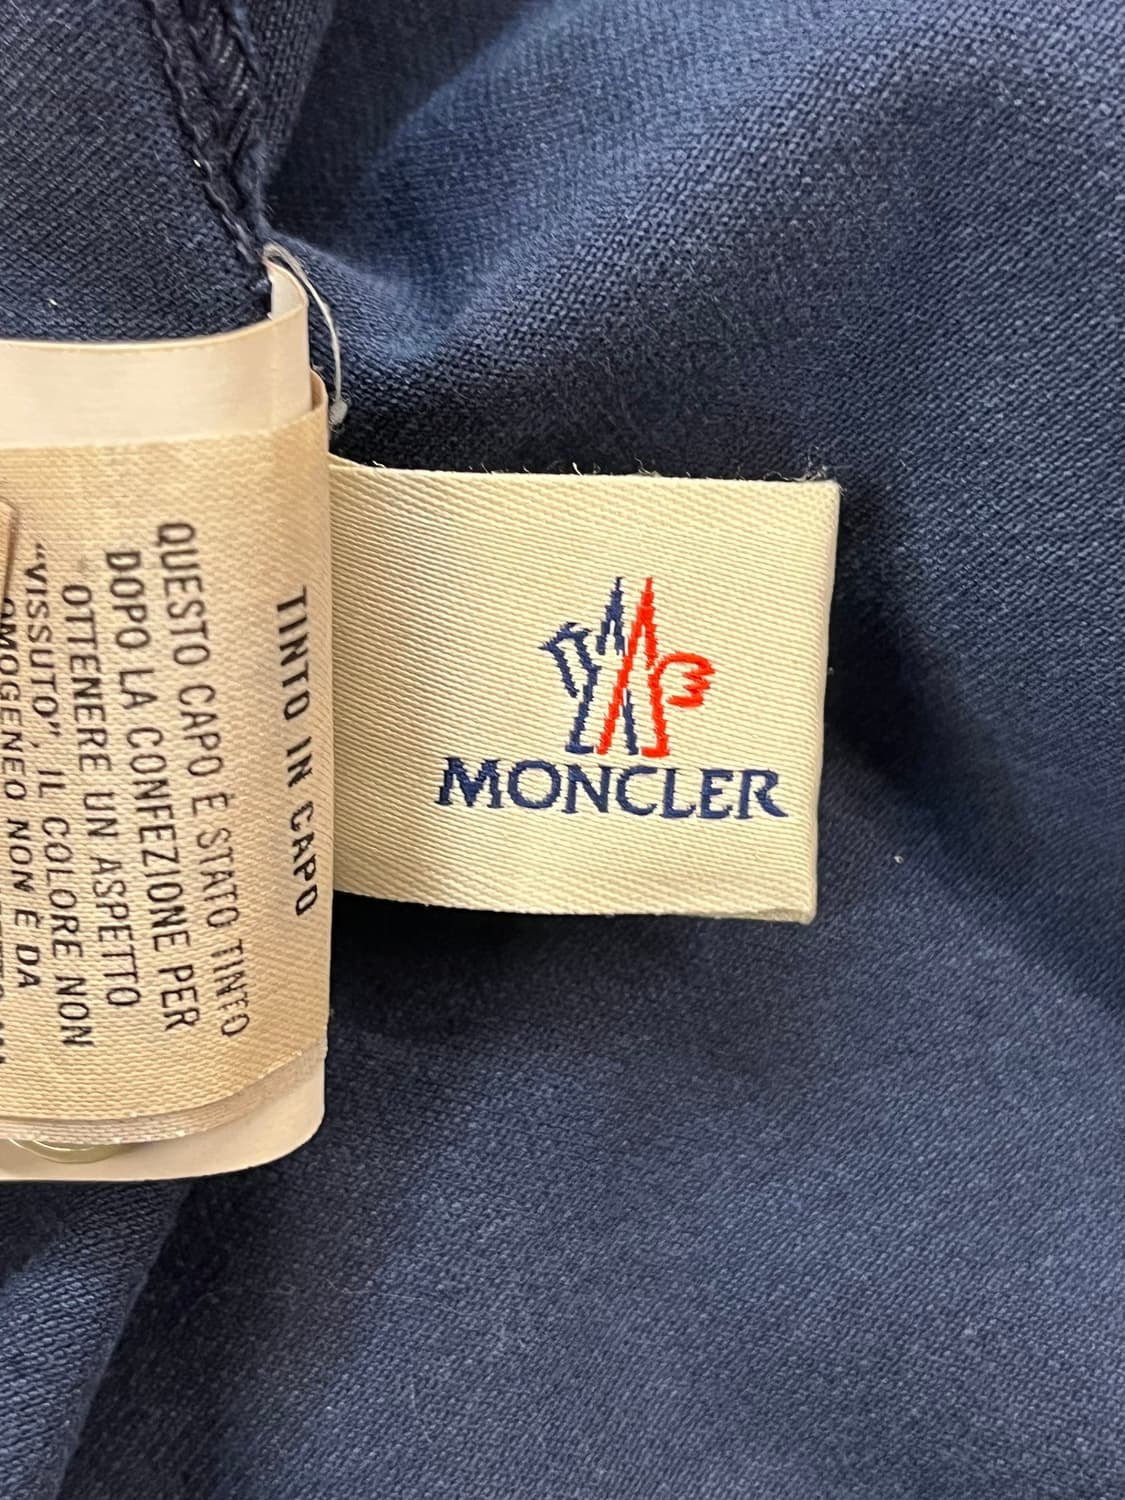 TINTO IN CAPO
QUESTO CAPO È STATO TINTO
DOPO LA CONFEZIONE PER
OTTENERE UN ASPETTO
"VISSUTO". IL COLORE NON
OMOGENEO NON È DA
MONCLER